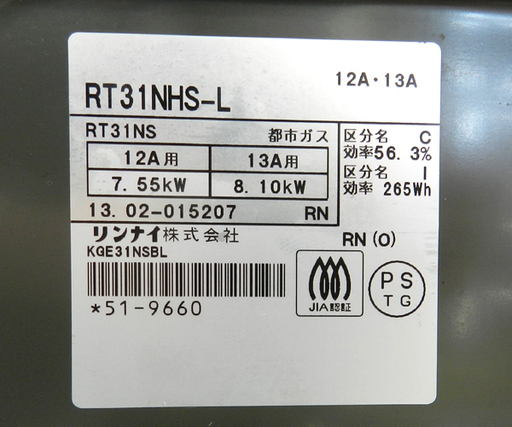 12A・13A
RT31NHS-L
RT31NS 都市ガス
12A用 13A用
7.55kW 8.10kW
13.02-015207 RN
区分名 C
効率56.3%
区分名 I
効率 265Wh
リンナイ株式会社
RN (O)
KGE31NSBL
*51-9660
JIA認証
PS
TG